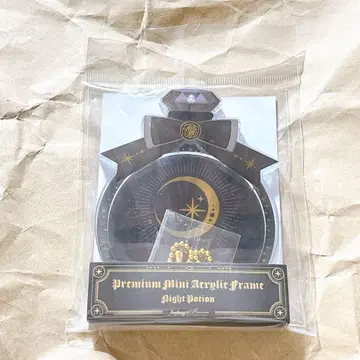 Premium Mini Acrylic Frame
Night Potion